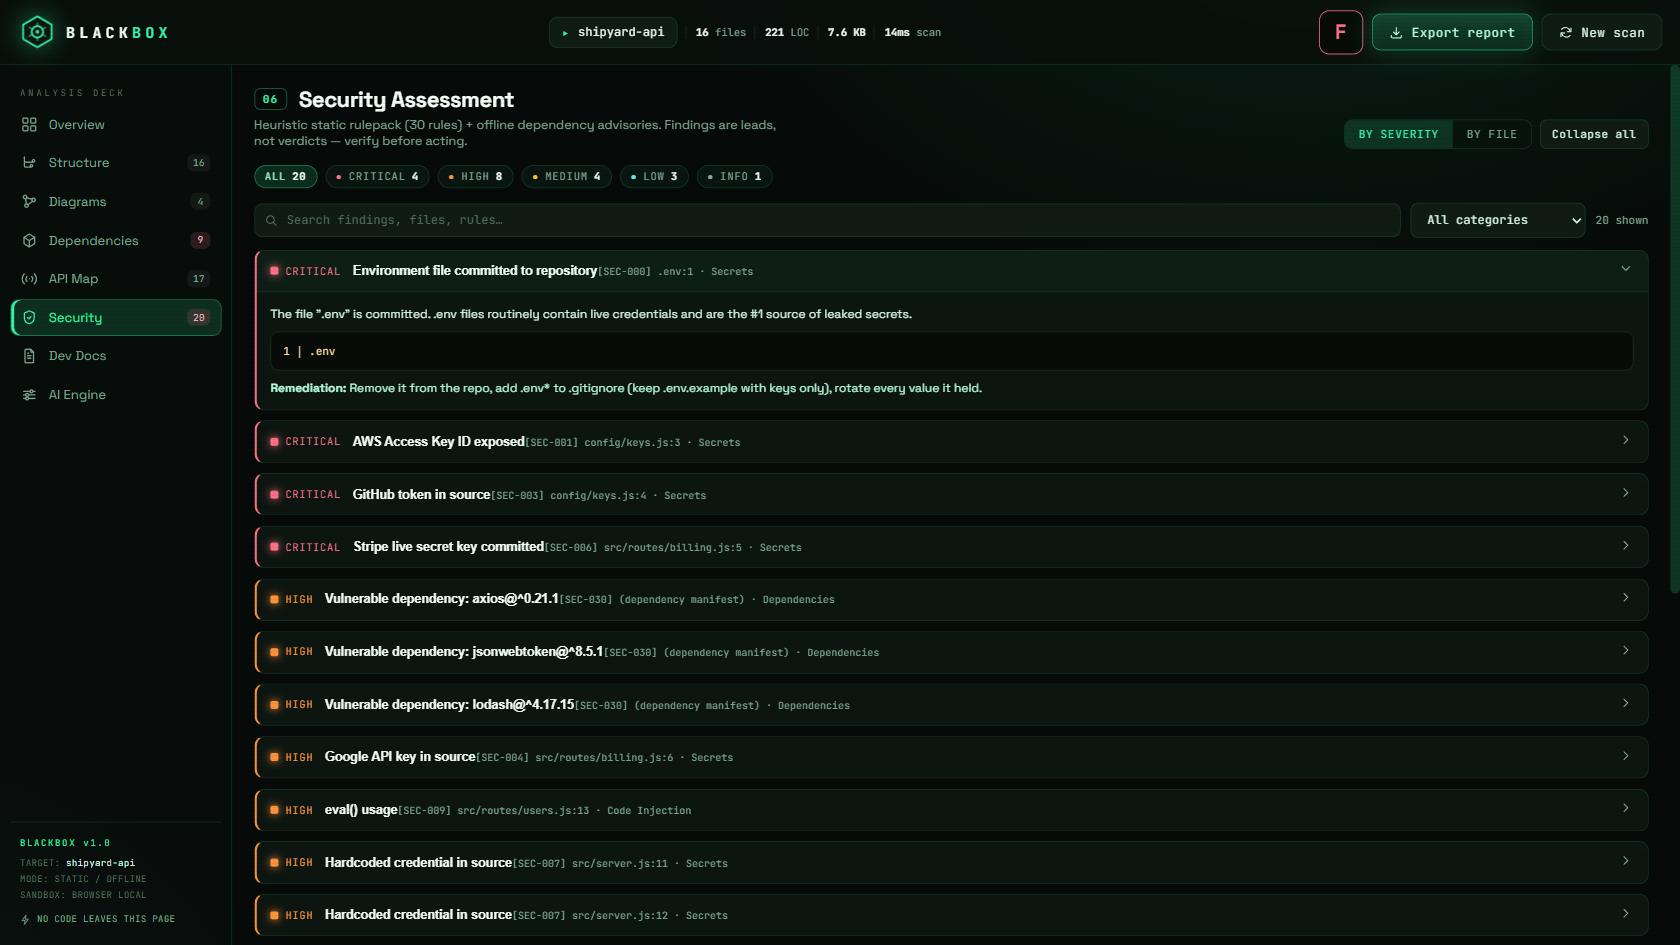 BLACKBOX
▸ shipyard-api
16 files
221 LOC
7.6 KB
14ms scan
F
Export report
New scan
ANALYSIS DECK
Overview
Structure 16
Diagrams 4
Dependencies 9
API Map 17
Security 20
Dev Docs
AI Engine
BLACKBOX v1.0
TARGET: shipyard-api
MODE: STATIC / OFFLINE
SANDBOX: BROWSER LOCAL
NO CODE LEAVES THIS PAGE
06 Security Assessment
Heuristic static rulepack (30 rules) + offline dependency advisories. Findings are leads,
not verdicts — verify before acting.
BY SEVERITY
BY FILE
Collapse all
ALL 20
CRITICAL 4
HIGH 8
MEDIUM 4
LOW 3
INFO 1
Search findings, files, rules…
All categories
20 shown
CRITICAL Environment file committed to repository[SEC-000] .env:1 · Secrets
The file ".env" is committed. .env files routinely contain live credentials and are the #1 source of leaked secrets.
1 | .env
Remediation: Remove it from the repo, add .env* to .gitignore (keep .env.example with keys only), rotate every value it held.
CRITICAL AWS Access Key ID exposed[SEC-001] config/keys.js:3 · Secrets
CRITICAL GitHub token in source[SEC-003] config/keys.js:4 · Secrets
CRITICAL Stripe live secret key committed[SEC-006] src/routes/billing.js:5 · Secrets
HIGH Vulnerable dependency: axios@^0.21.1[SEC-030] (dependency manifest) · Dependencies
HIGH Vulnerable dependency: jsonwebtoken@^8.5.1[SEC-030] (dependency manifest) · Dependencies
HIGH Vulnerable dependency: lodash@^4.17.15[SEC-030] (dependency manifest) · Dependencies
HIGH Google API key in source[SEC-004] src/routes/billing.js:6 · Secrets
HIGH eval() usage[SEC-009] src/routes/users.js:13 · Code Injection
HIGH Hardcoded credential in source[SEC-007] src/server.js:11 · Secrets
HIGH Hardcoded credential in source[SEC-007] src/server.js:12 · Secrets